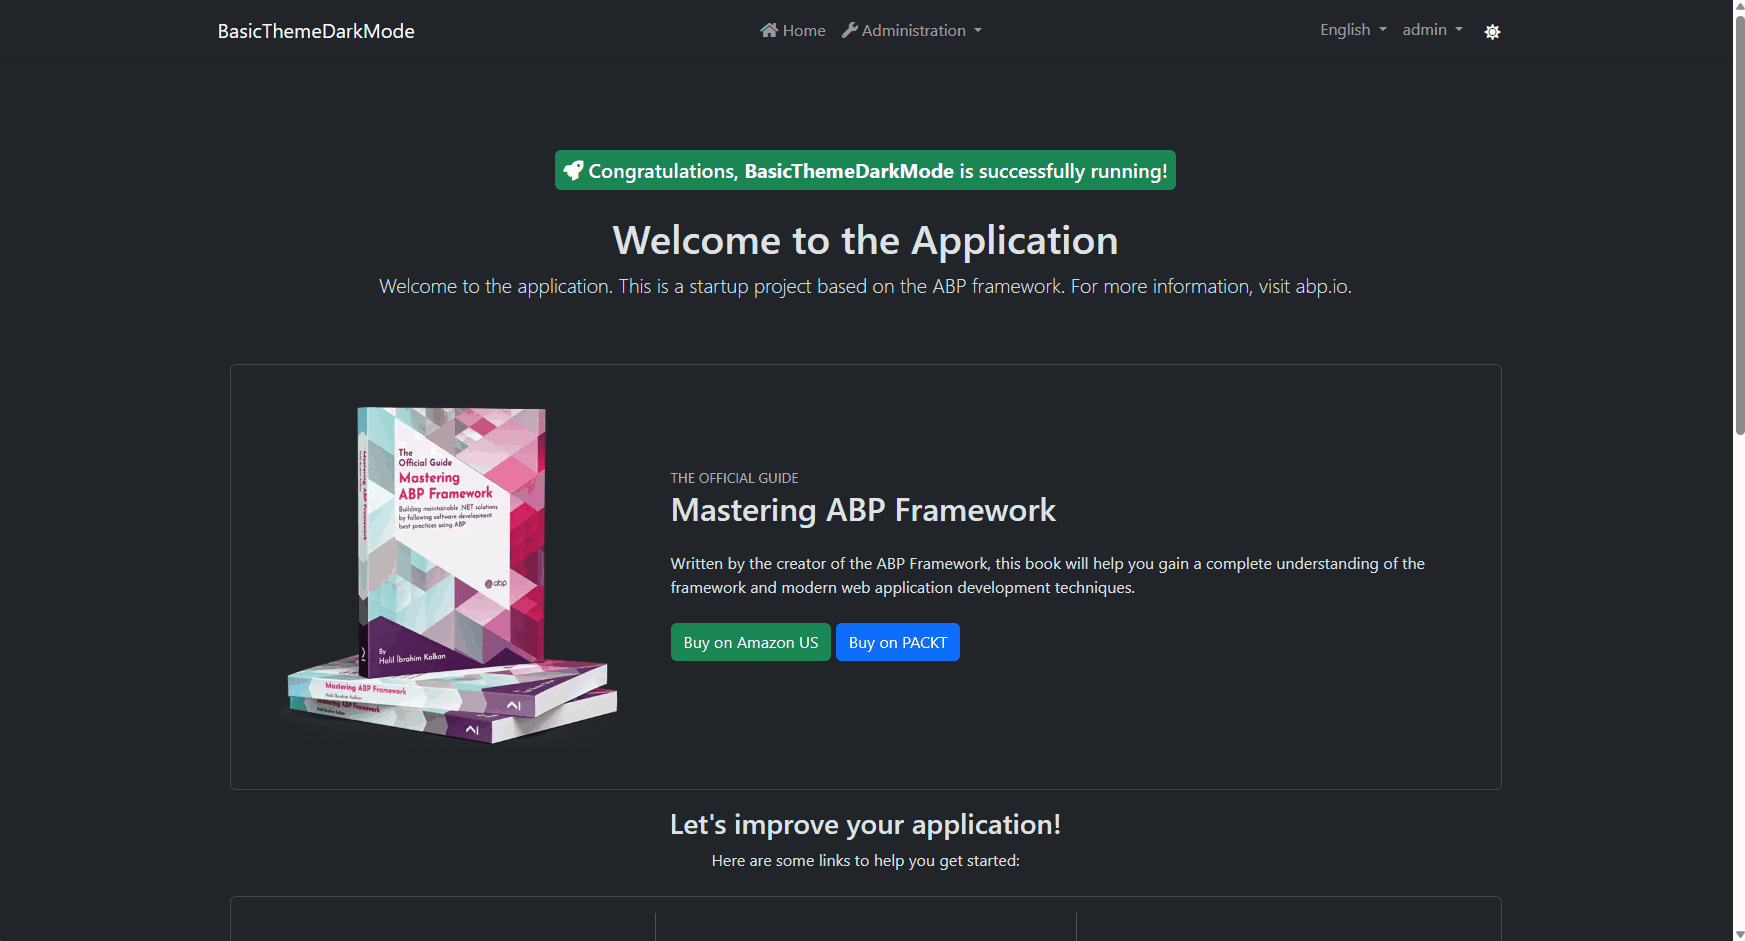 BasicThemeDarkMode
Home
Administration
English
admin
Congratulations, BasicThemeDarkMode is successfully running!
Welcome to the Application
Welcome to the application. This is a startup project based on the ABP framework. For more information, visit abp.io.
The
Official Guide
Mastering
ABP Framework
Building maintainable .NET solutions
by following software development
best practices using ABP
abp
By
Halil İbrahim Kalkan
Mastering ABP Framework
Halil İbrahim Kalkan
Mastering ABP Framework
Halil İbrahim Kalkan
THE OFFICIAL GUIDE
Mastering ABP Framework
Written by the creator of the ABP Framework, this book will help you gain a complete understanding of the
framework and modern web application development techniques.
Buy on Amazon US
Buy on PACKT
Let's improve your application!
Here are some links to help you get started: